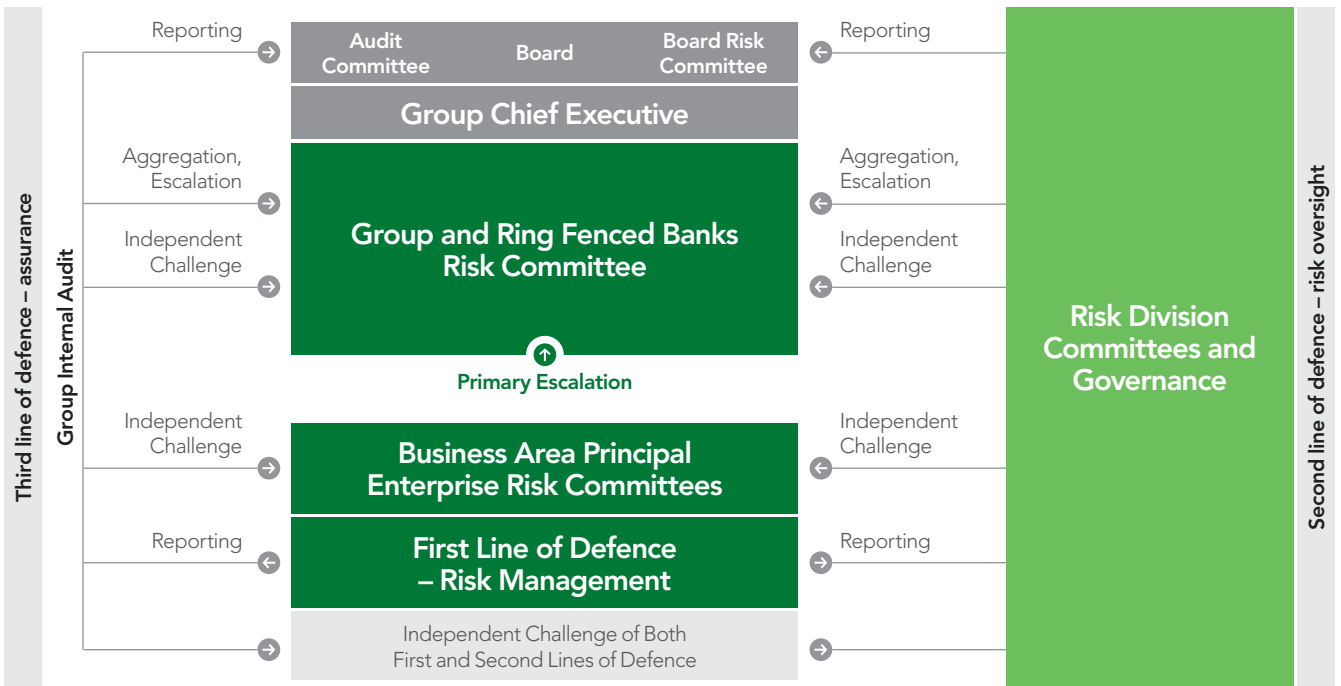 Third line of defence – assurance
Group Internal Audit
Reporting
Aggregation,
Escalation
Independent
Challenge
Independent
Challenge
Reporting
Audit
Committee
Board
Board Risk
Committee
Group Chief Executive
Group and Ring Fenced Banks
Risk Committee
Primary Escalation
Business Area Principal
Enterprise Risk Committees
First Line of Defence
– Risk Management
Independent Challenge of Both
First and Second Lines of Defence
Reporting
Aggregation,
Escalation
Independent
Challenge
Independent
Challenge
Reporting
Risk Division
Committees and
Governance
Second line of defence – risk oversight